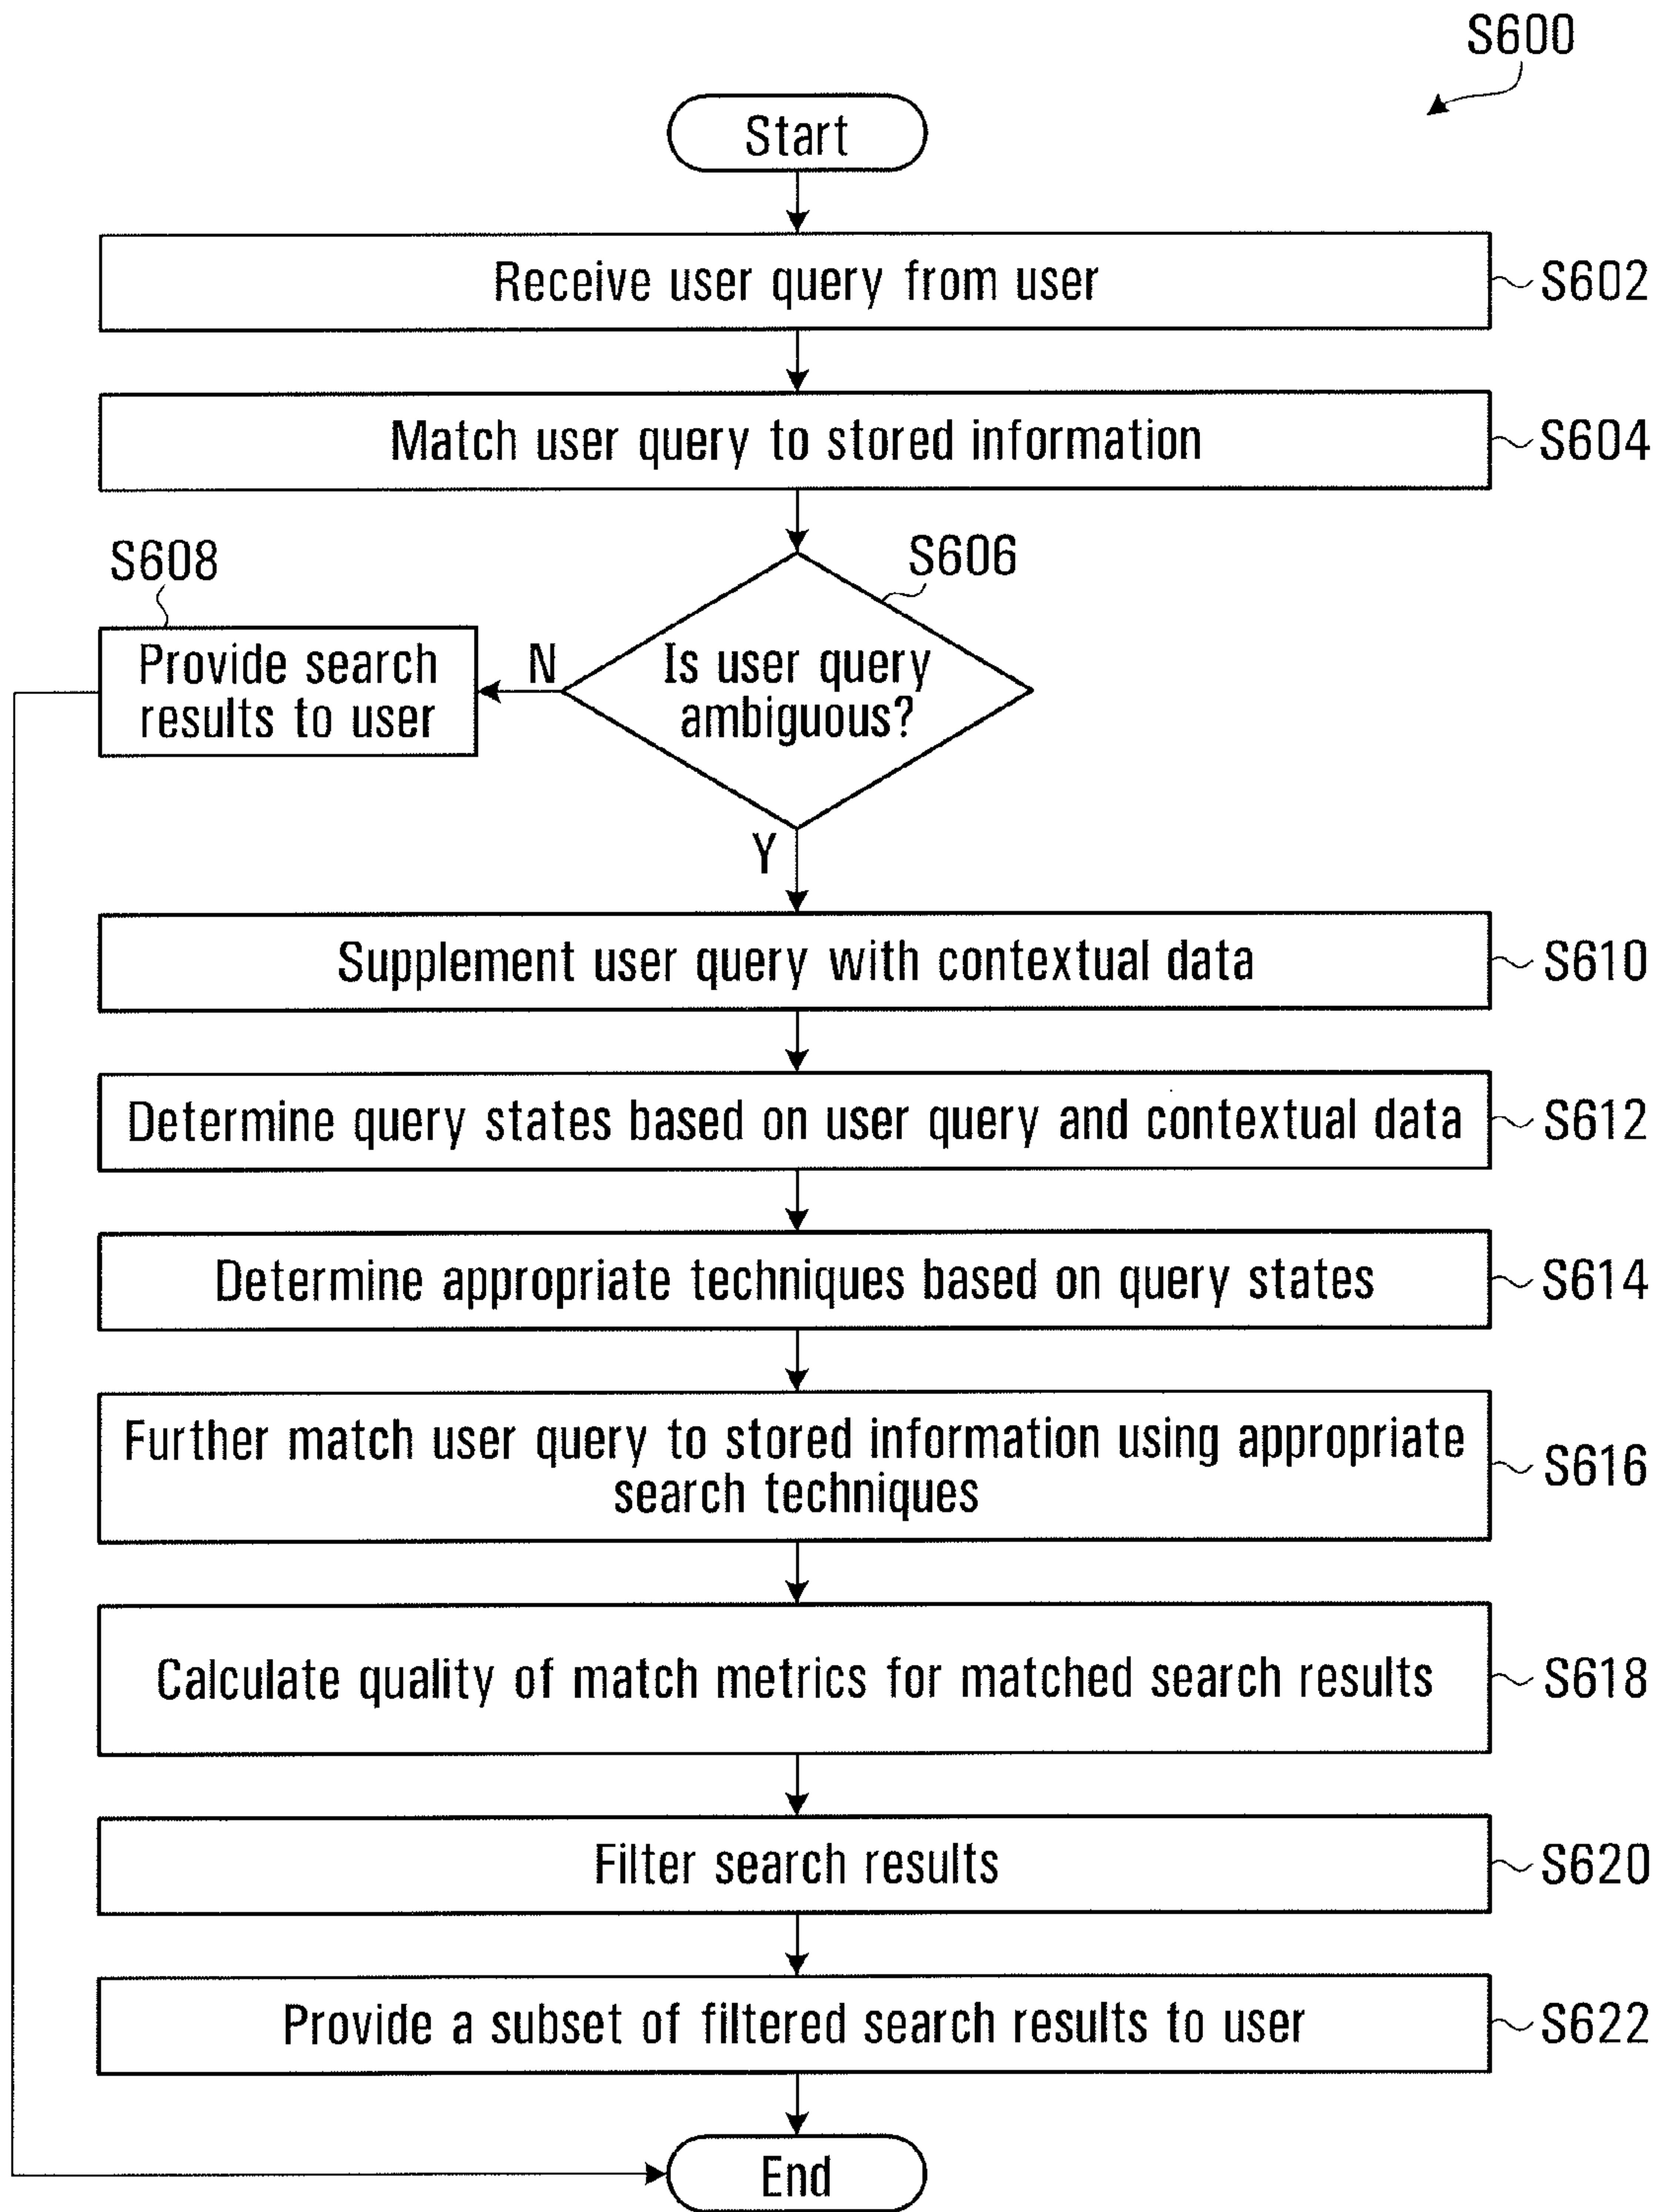 S600
Start
Receive user query from user
S602
Match user query to stored information
S604
S608
S606
Provide search
results to user
N
Is user query
ambiguous?
Y
Supplement user query with contextual data
S610
Determine query states based on user query and contextual data
S612
Determine appropriate techniques based on query states
S614
Further match user query to stored information using appropriate
search techniques
S616
Calculate quality of match metrics for matched search results
S618
Filter search results
S620
Provide a subset of filtered search results to user
S622
End